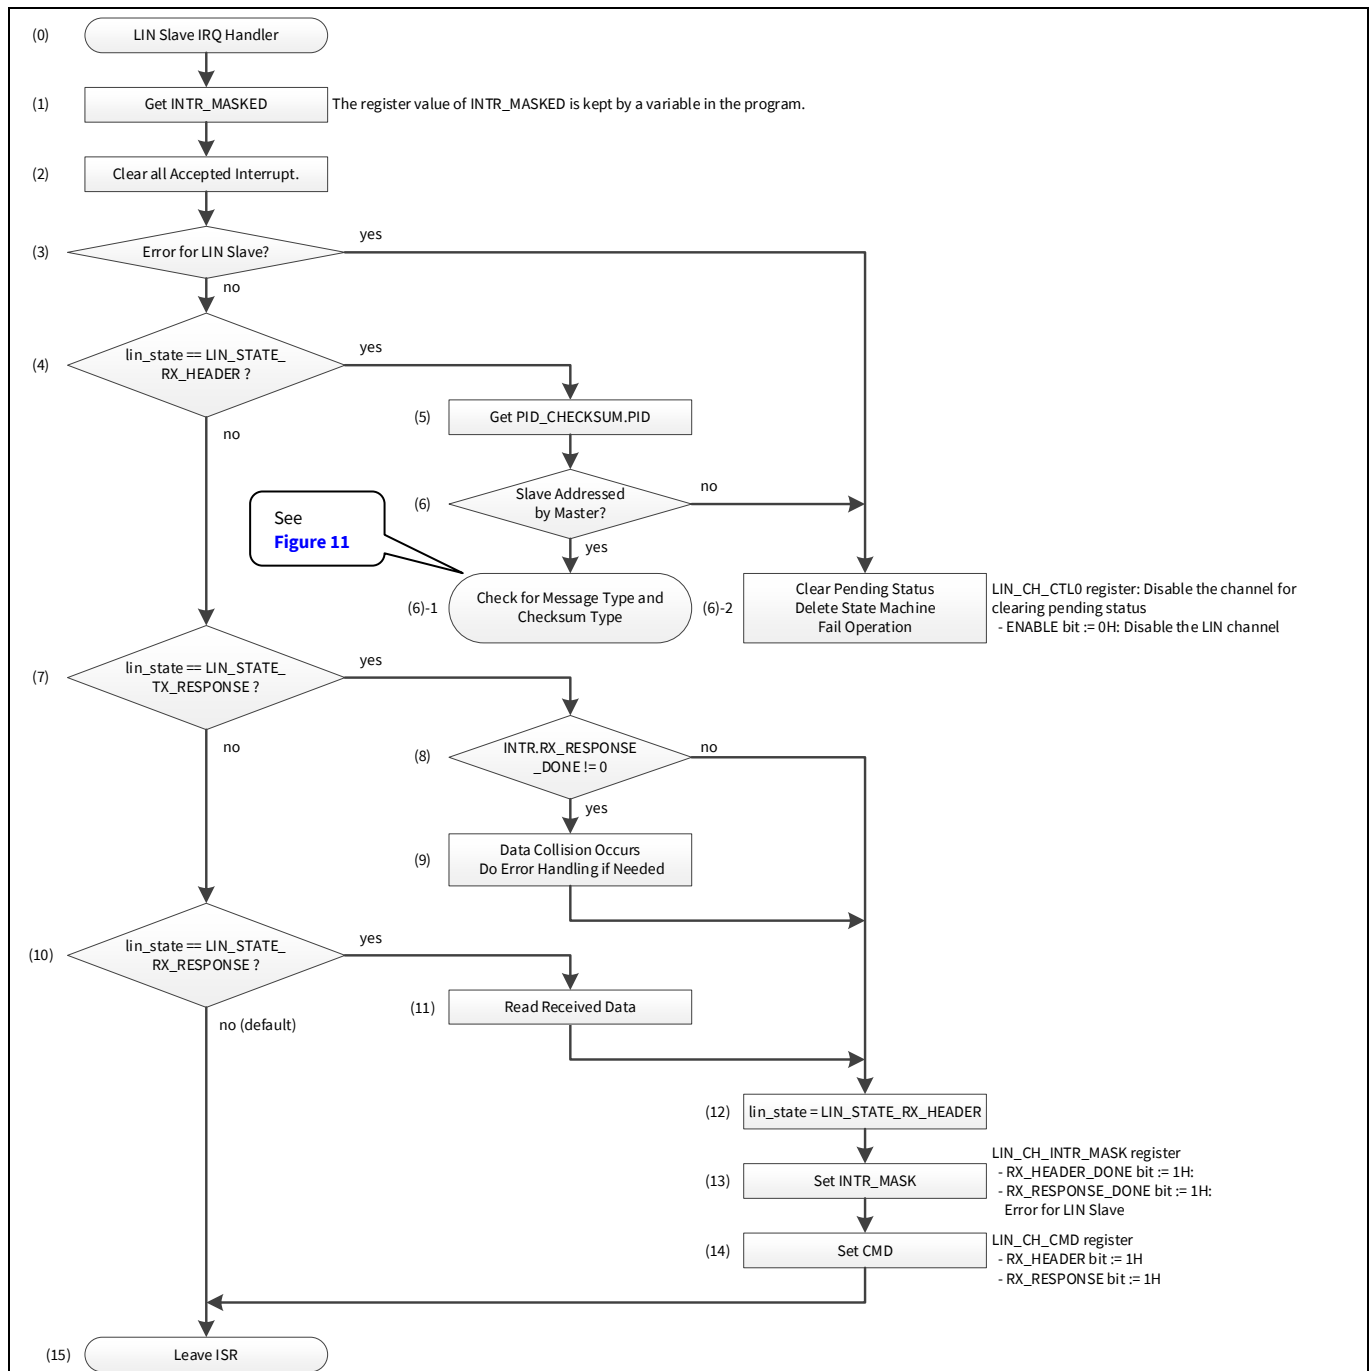 (0)
LIN Slave IRQ Handler
(1)
Get INTR_MASKED
The register value of INTR_MASKED is kept by a variable in the program.
(2)
Clear all Accepted Interrupt.
(3)
Error for LIN Slave?
yes
no
(4)
lin_state == LIN_STATE_
RX_HEADER ?
yes
no
(5)
Get PID_CHECKSUM.PID
(6)
Slave Addressed
by Master?
no
yes
See
Figure 11
(6)-1
Check for Message Type and
Checksum Type
(6)-2
Clear Pending Status
Delete State Machine
Fail Operation
LIN_CH_CTL0 register: Disable the channel for
clearing pending status
- ENABLE bit := 0H: Disable the LIN channel
(7)
lin_state == LIN_STATE_
TX_RESPONSE ?
yes
no
(8)
INTR.RX_RESPONSE
_DONE != 0
no
yes
(9)
Data Collision Occurs
Do Error Handling if Needed
(10)
lin_state == LIN_STATE_
RX_RESPONSE ?
yes
no (default)
(11)
Read Received Data
(12)
lin_state = LIN_STATE_RX_HEADER
(13)
Set INTR_MASK
LIN_CH_INTR_MASK register
- RX_HEADER_DONE bit := 1H:
- RX_RESPONSE_DONE bit := 1H:
Error for LIN Slave
(14)
Set CMD
LIN_CH_CMD register
- RX_HEADER bit := 1H
- RX_RESPONSE bit := 1H
(15)
Leave ISR